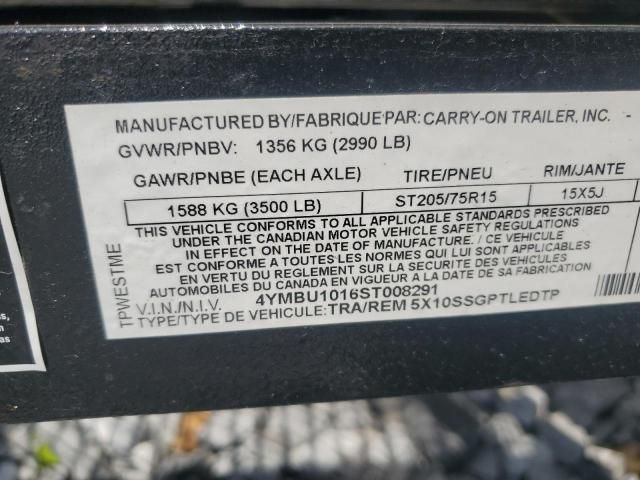 MANUFACTURED BY/FABRIQUE PAR: CARRY-ON TRAILER, INC. -
GVWR/PNBV: 1356 KG (2990 LB)
GAWR/PNBE (EACH AXLE) TIRE/PNEU RIM/JANTE
1588 KG (3500 LB) ST205/75R15 15X5J
THIS VEHICLE CONFORMS TO ALL APPLICABLE STANDARDS PRESCRIBED
UNDER THE CANADIAN MOTOR VEHICLE SAFETY REGULATIONS
IN EFFECT ON THE DATE OF MANUFACTURE. / CE VEHICULE
EST CONFORME A TOUTES LES NORMES QUI LUI SONT APPLICABLES
EN VERTU DU REGLEMENT SUR LA SECURITE DES VEHICULES
AUTOMOBILES DU CANADA EN VIGUEUR A LA DATE DE SA FABRICATION
V.I.N./N.I.V. 4YMBU1016ST008291
TYPE/TYPE DE VEHICULE: TRA/REM 5X10SSGPTLEDTP
TPWESTME